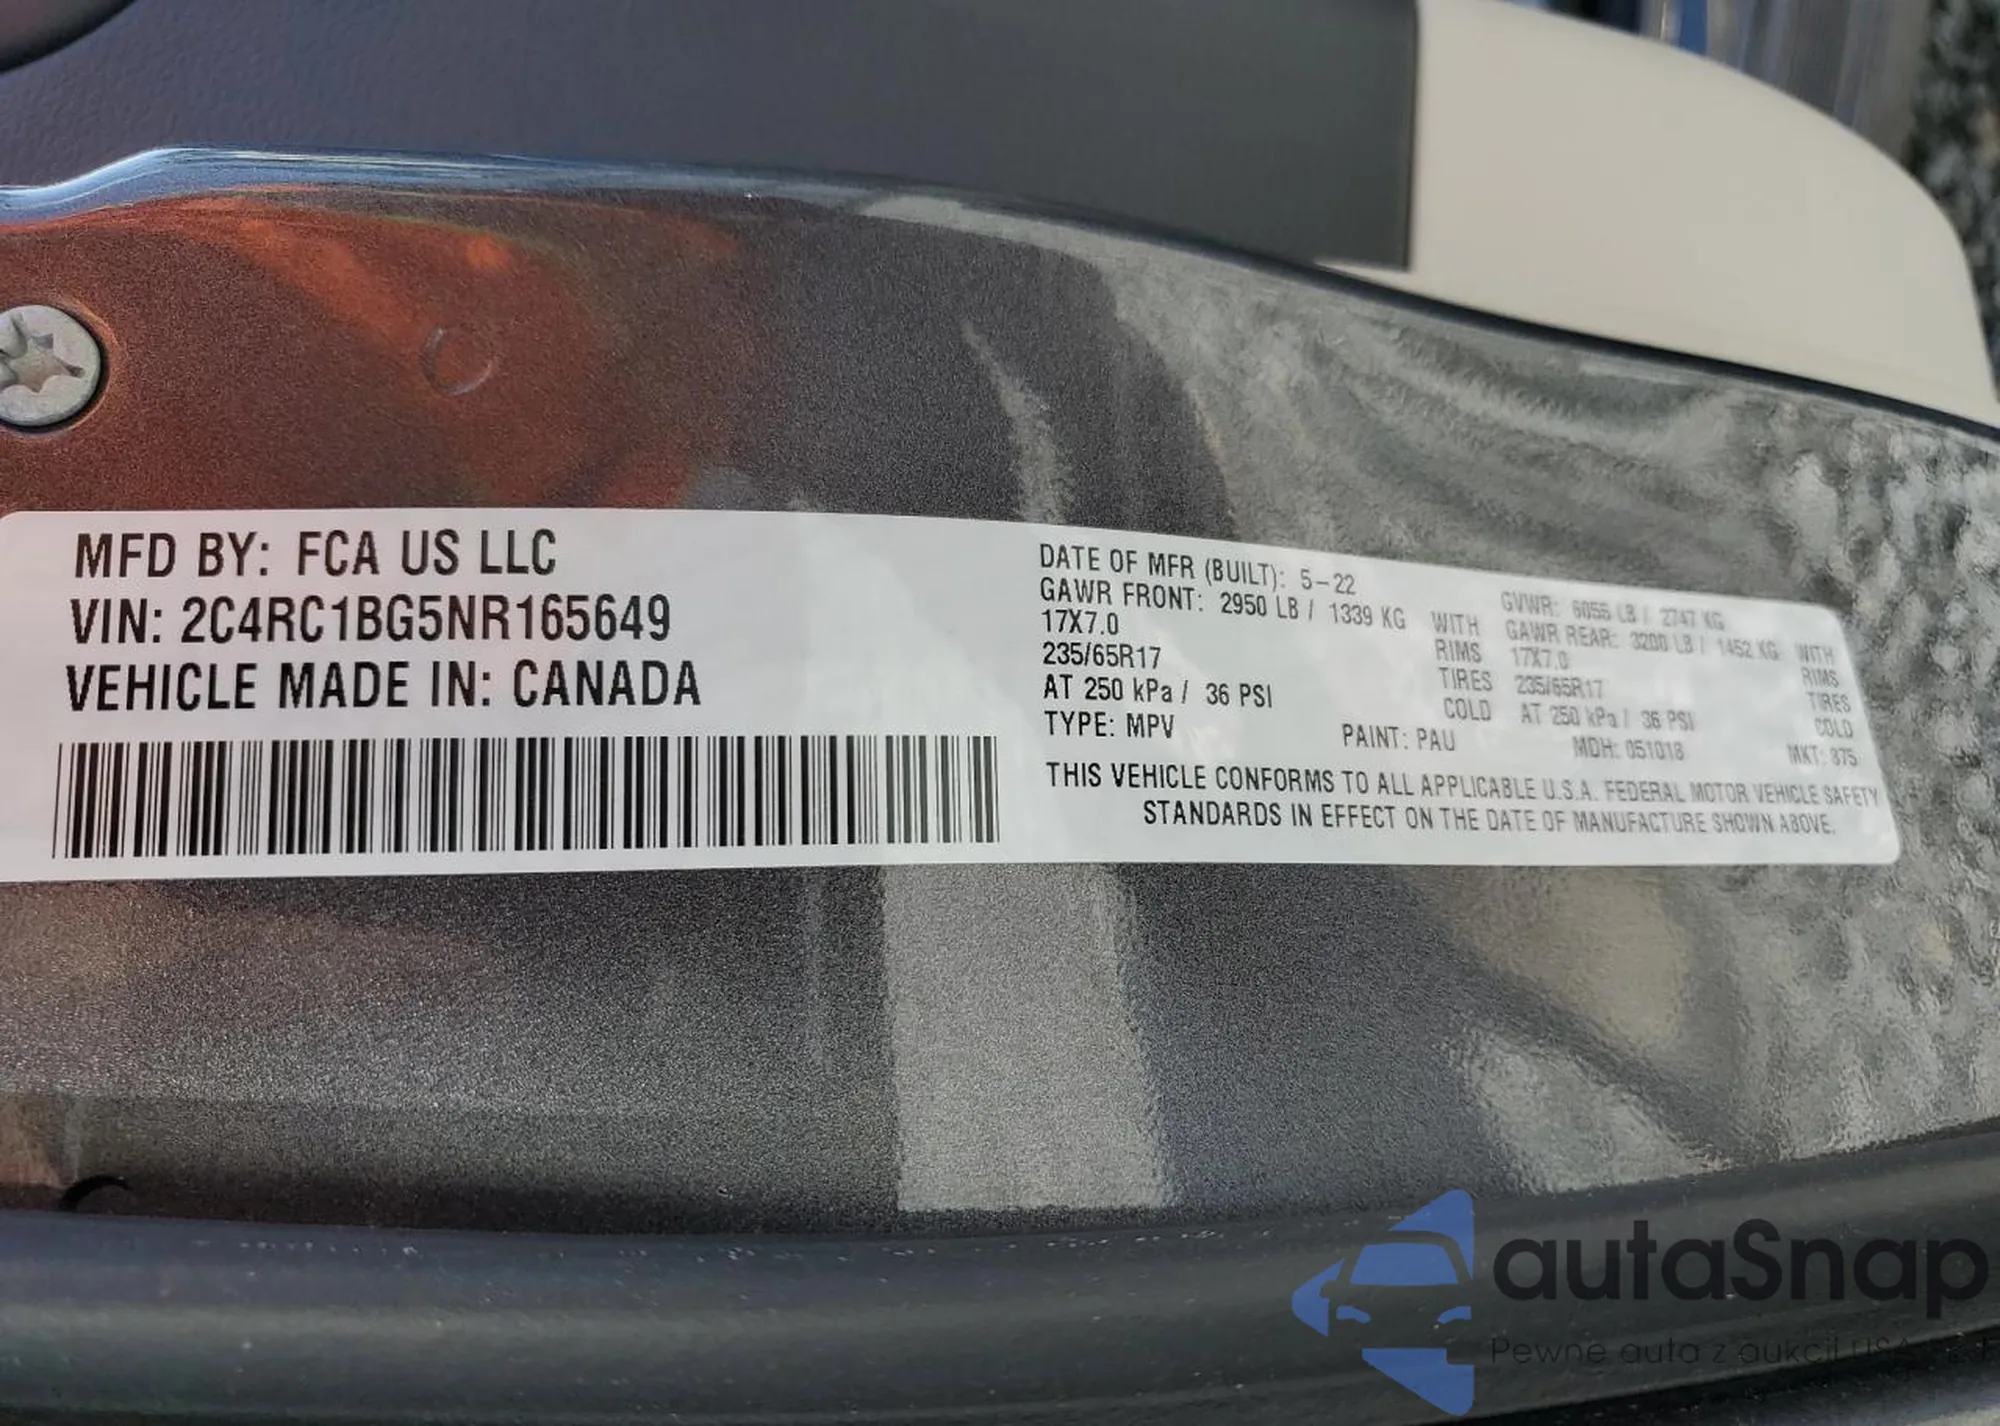 MFD BY: FCA US LLC
VIN: 2C4RC1BG5NR165649
VEHICLE MADE IN: CANADA
DATE OF MFR (BUILT): 5-22 GVWR: 6055 LB / 2747 KG
GAWR FRONT: 2950 LB / 1339 KG WITH GAWR REAR: 3200 LB / 1452 KG WITH
17X7.0 RIMS 17X7.0 RIMS
235/65R17 TIRES 235/65R17 TIRES
AT 250 kPa / 36 PSI COLD AT 250 kPa / 36 PSI COLD
TYPE: MPV PAINT: PAU MDH: 051018 MKT: 875
THIS VEHICLE CONFORMS TO ALL APPLICABLE U.S.A. FEDERAL MOTOR VEHICLE SAFETY
STANDARDS IN EFFECT ON THE DATE OF MANUFACTURE SHOWN ABOVE.
autaSnap
Pewne auta z aukcji USA